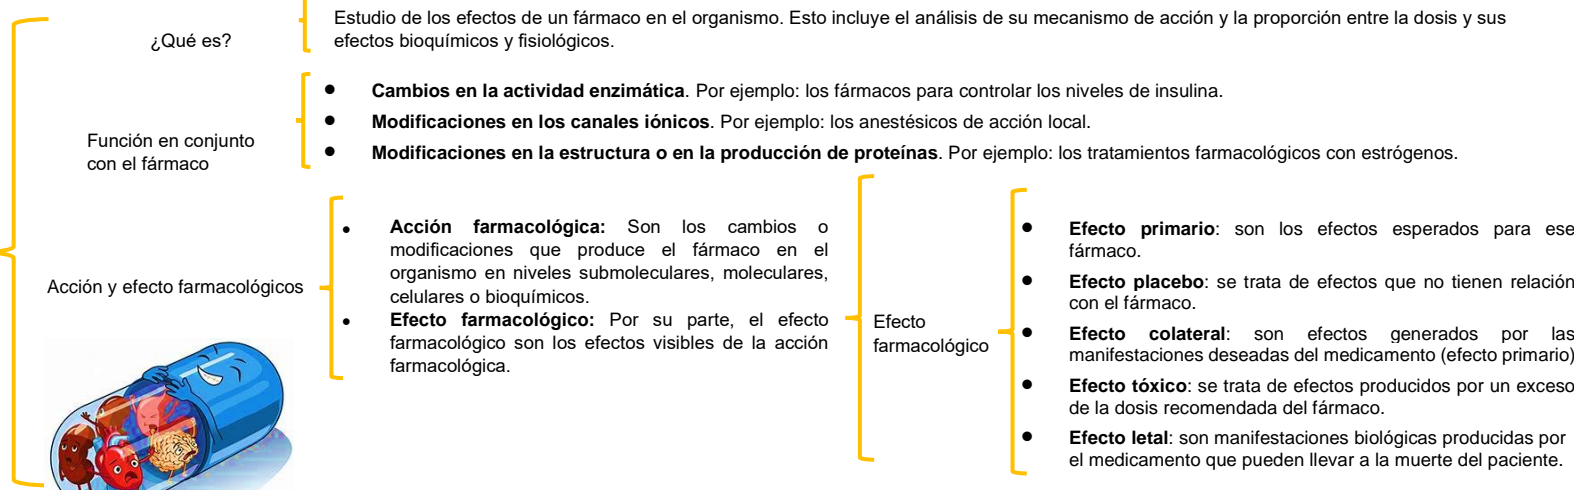 ¿Qué es?
Estudio de los efectos de un fármaco en el organismo. Esto incluye el análisis de su mecanismo de acción y la proporción entre la dosis y sus
efectos bioquímicos y fisiológicos.
Función en conjunto
con el fármaco
● Cambios en la actividad enzimática. Por ejemplo: los fármacos para controlar los niveles de insulina.
● Modificaciones en los canales iónicos. Por ejemplo: los anestésicos de acción local.
● Modificaciones en la estructura o en la producción de proteínas. Por ejemplo: los tratamientos farmacológicos con estrógenos.
Acción y efecto farmacológicos
● Acción farmacológica: Son los cambios o
modificaciones que produce el fármaco en el
organismo en niveles submoleculares, moleculares,
celulares o bioquímicos.
● Efecto farmacológico: Por su parte, el efecto
farmacológico son los efectos visibles de la acción
farmacológica.
Efecto
farmacológico
● Efecto primario: son los efectos esperados para ese
fármaco.
● Efecto placebo: se trata de efectos que no tienen relación
con el fármaco.
● Efecto colateral: son efectos generados por las
manifestaciones deseadas del medicamento (efecto primario)
● Efecto tóxico: se trata de efectos producidos por un exceso
de la dosis recomendada del fármaco.
● Efecto letal: son manifestaciones biológicas producidas por
el medicamento que pueden llevar a la muerte del paciente.